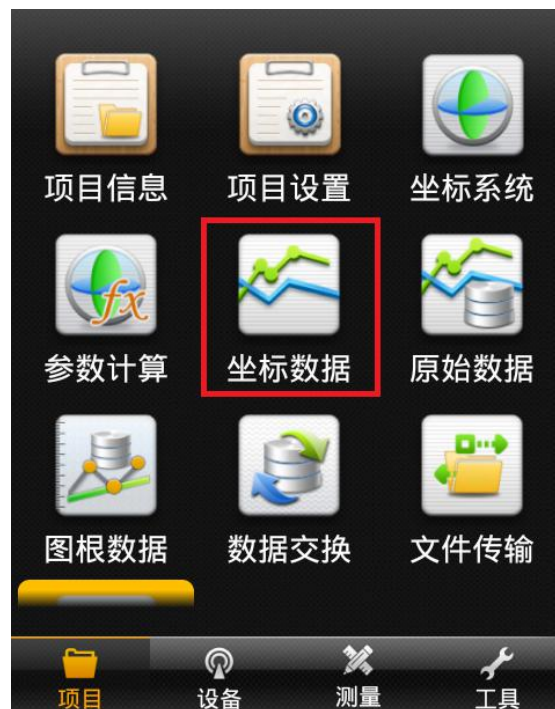 项目信息 项目设置 坐标系统
fx
参数计算 坐标数据 原始数据
图根数据 数据交换 文件传输
项目 设备 测量 工具